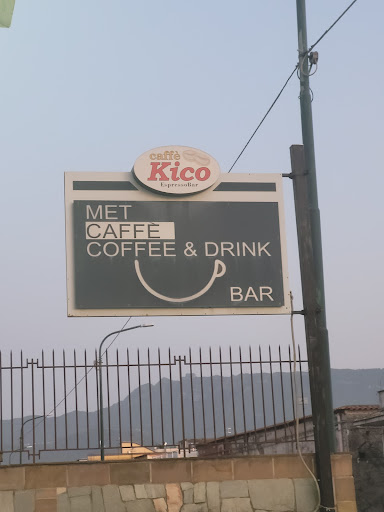 caffè
Kico
EspressoBar
MET
CAFFÈ
COFFEE & DRINK
BAR